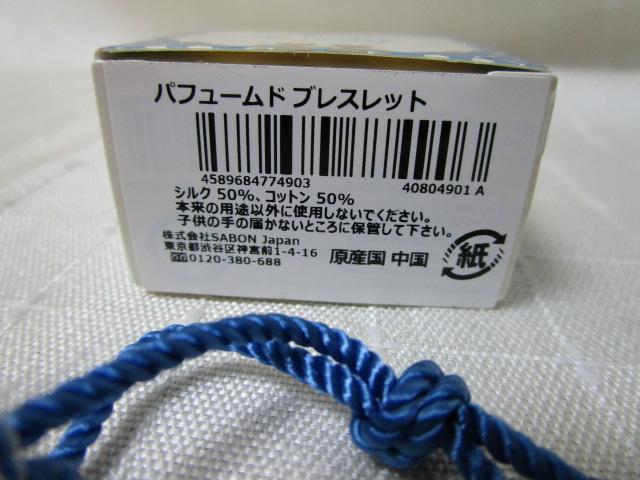 パフュームド ブレスレット
4589684774903 40804901 A
シルク 50%、コットン 50%
本来の用途以外に使用しないでください。
子供の手の届かないところに保管して下さい。
株式会社SABON Japan
東京都渋谷区神宮前1-4-16
0120-380-688
原産国 中国
紙